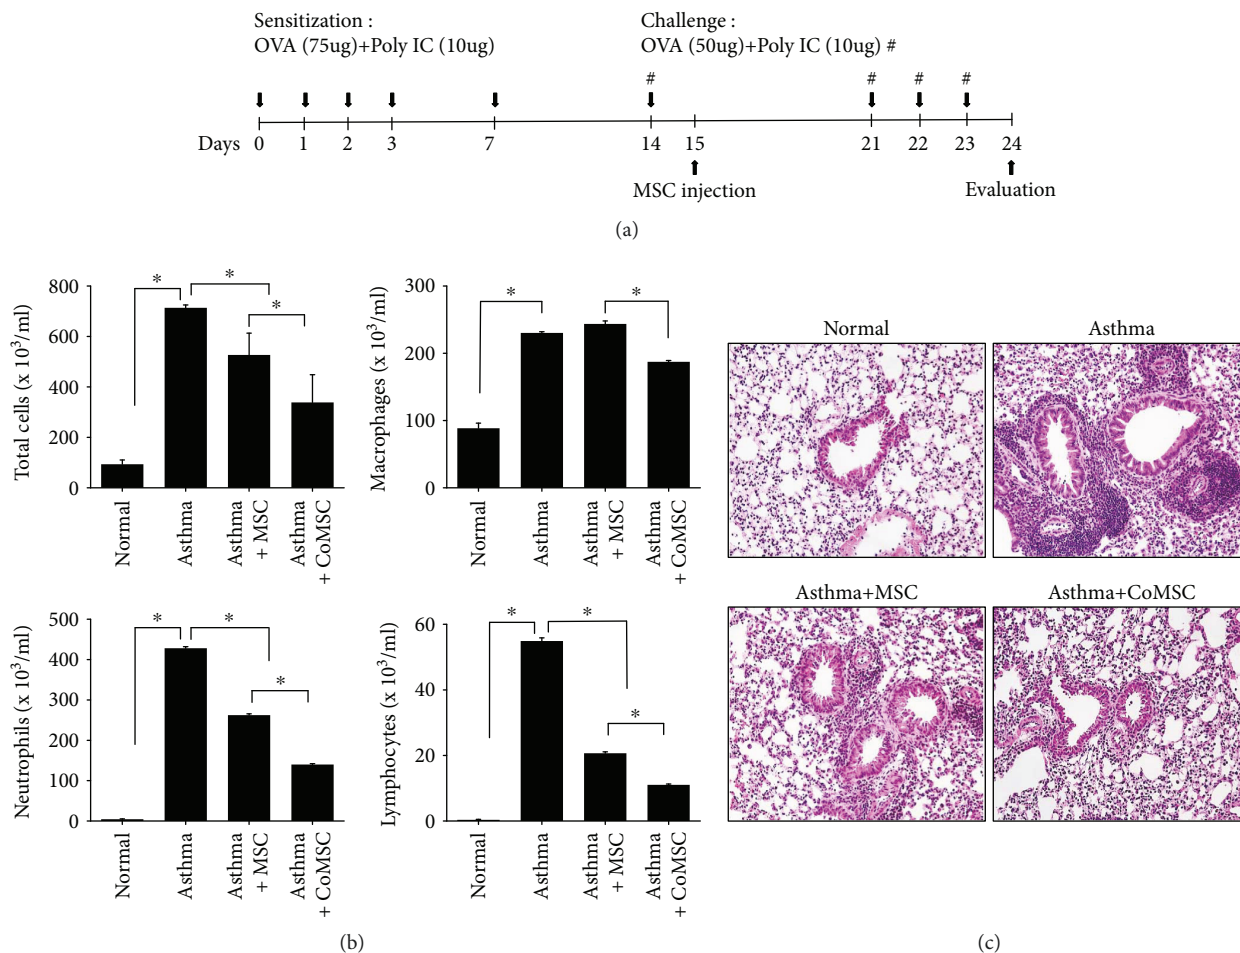 Sensitization :
OVA (75ug)+Poly IC (10ug)
Challenge :
OVA (50ug)+Poly IC (10ug) #
# # # #
Days 0 1 2 3 7 14 15 21 22 23 24
MSC injection
Evaluation
(a)
Total cells (x 10³/ml)
800
600
400
200
0
* * *
Normal
Asthma
Asthma
+ MSC
Asthma
+ CoMSC
Macrophages (x 10³/ml)
300
200
100
0
* *
Normal
Asthma
Asthma
+ MSC
Asthma
+ CoMSC
Neutrophils (x 10³/ml)
500
400
300
200
100
0
* * *
Normal
Asthma
Asthma
+ MSC
Asthma
+ CoMSC
Lymphocytes (x 10³/ml)
60
40
20
0
* * *
Normal
Asthma
Asthma
+ MSC
Asthma
+ CoMSC
(b)
Normal
Asthma
Asthma+MSC
Asthma+CoMSC
(c)